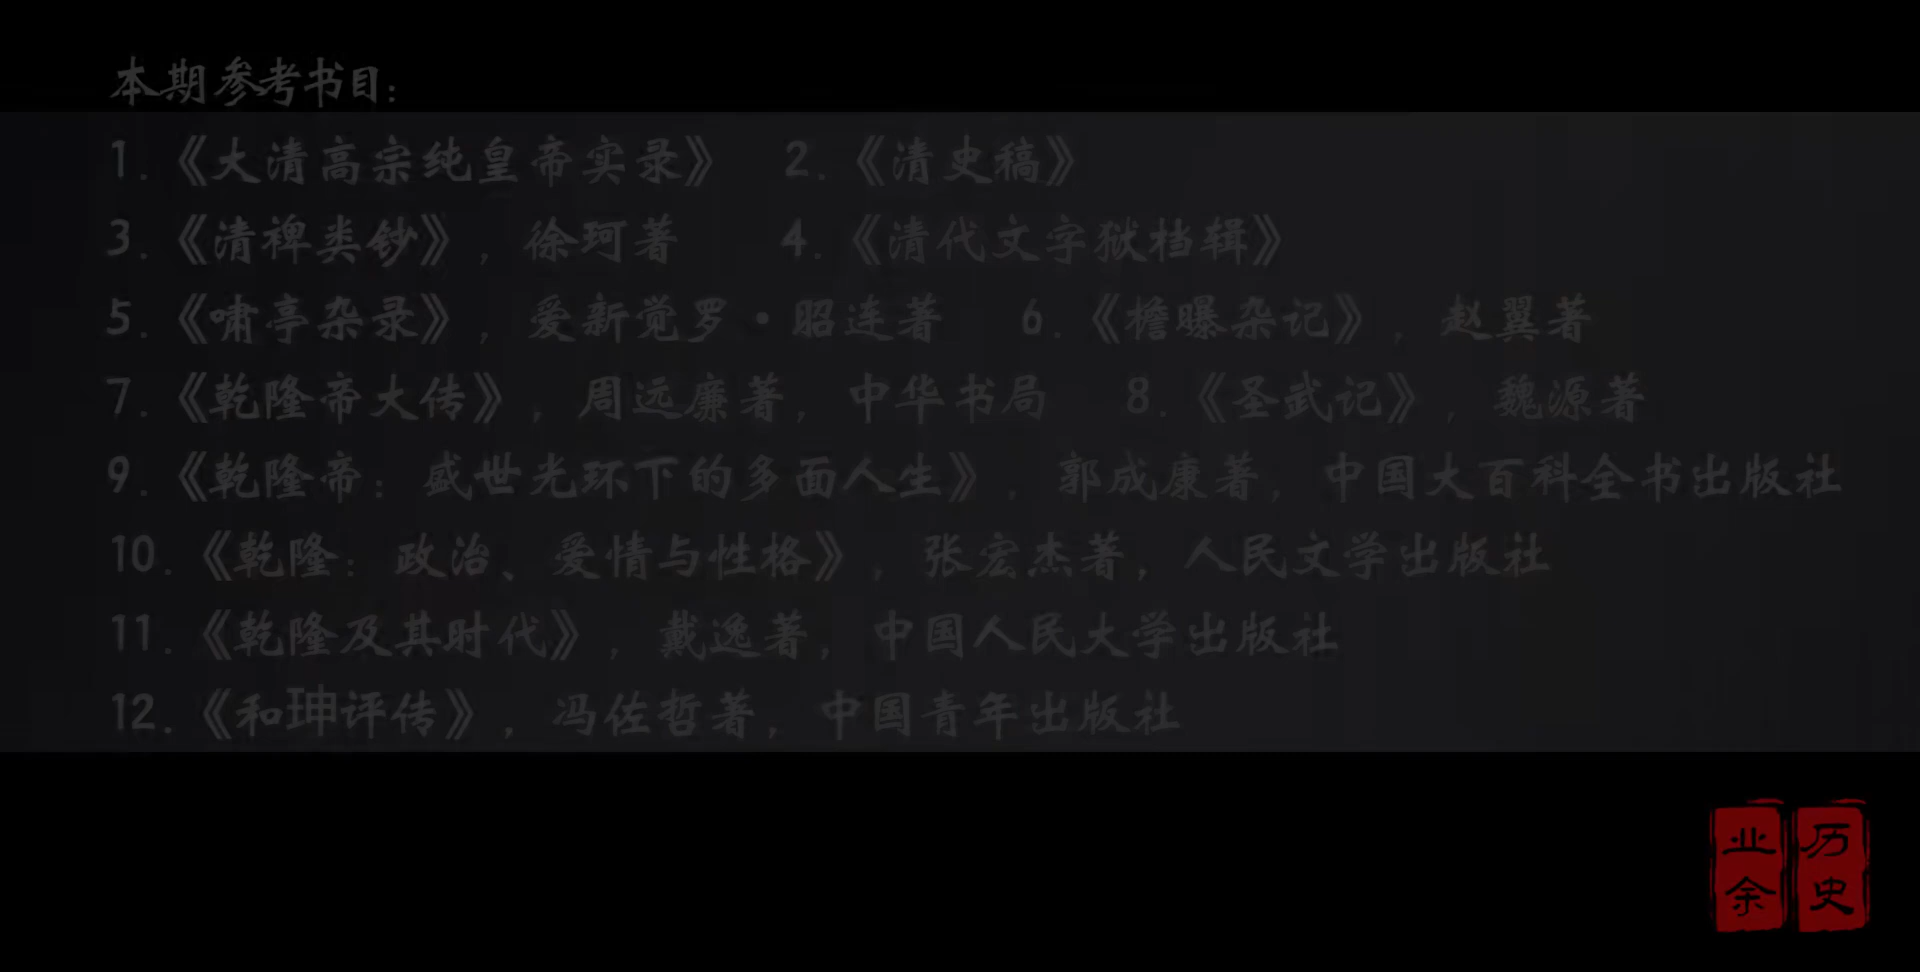 本期参考书目：
1.《大清高宗纯皇帝实录》 2.《清史稿》
3.《清裨类钞》，徐珂著 4.《清代文字狱档辑》
5.《啸亭杂录》，爱新觉罗·昭连著 6.《檐曝杂记》，赵翼著
7.《乾隆帝大传》，周远廉著，中华书局 8.《圣武记》，魏源著
9.《乾隆帝：盛世光环下的多面人生》，郭成康著，中国大百科全书出版社
10.《乾隆：政治、爱情与性格》，张宏杰著，人民文学出版社
11.《乾隆及其时代》，戴逸著，中国人民大学出版社
12.《和珅评传》，冯佐哲著，中国青年出版社
历史
业余